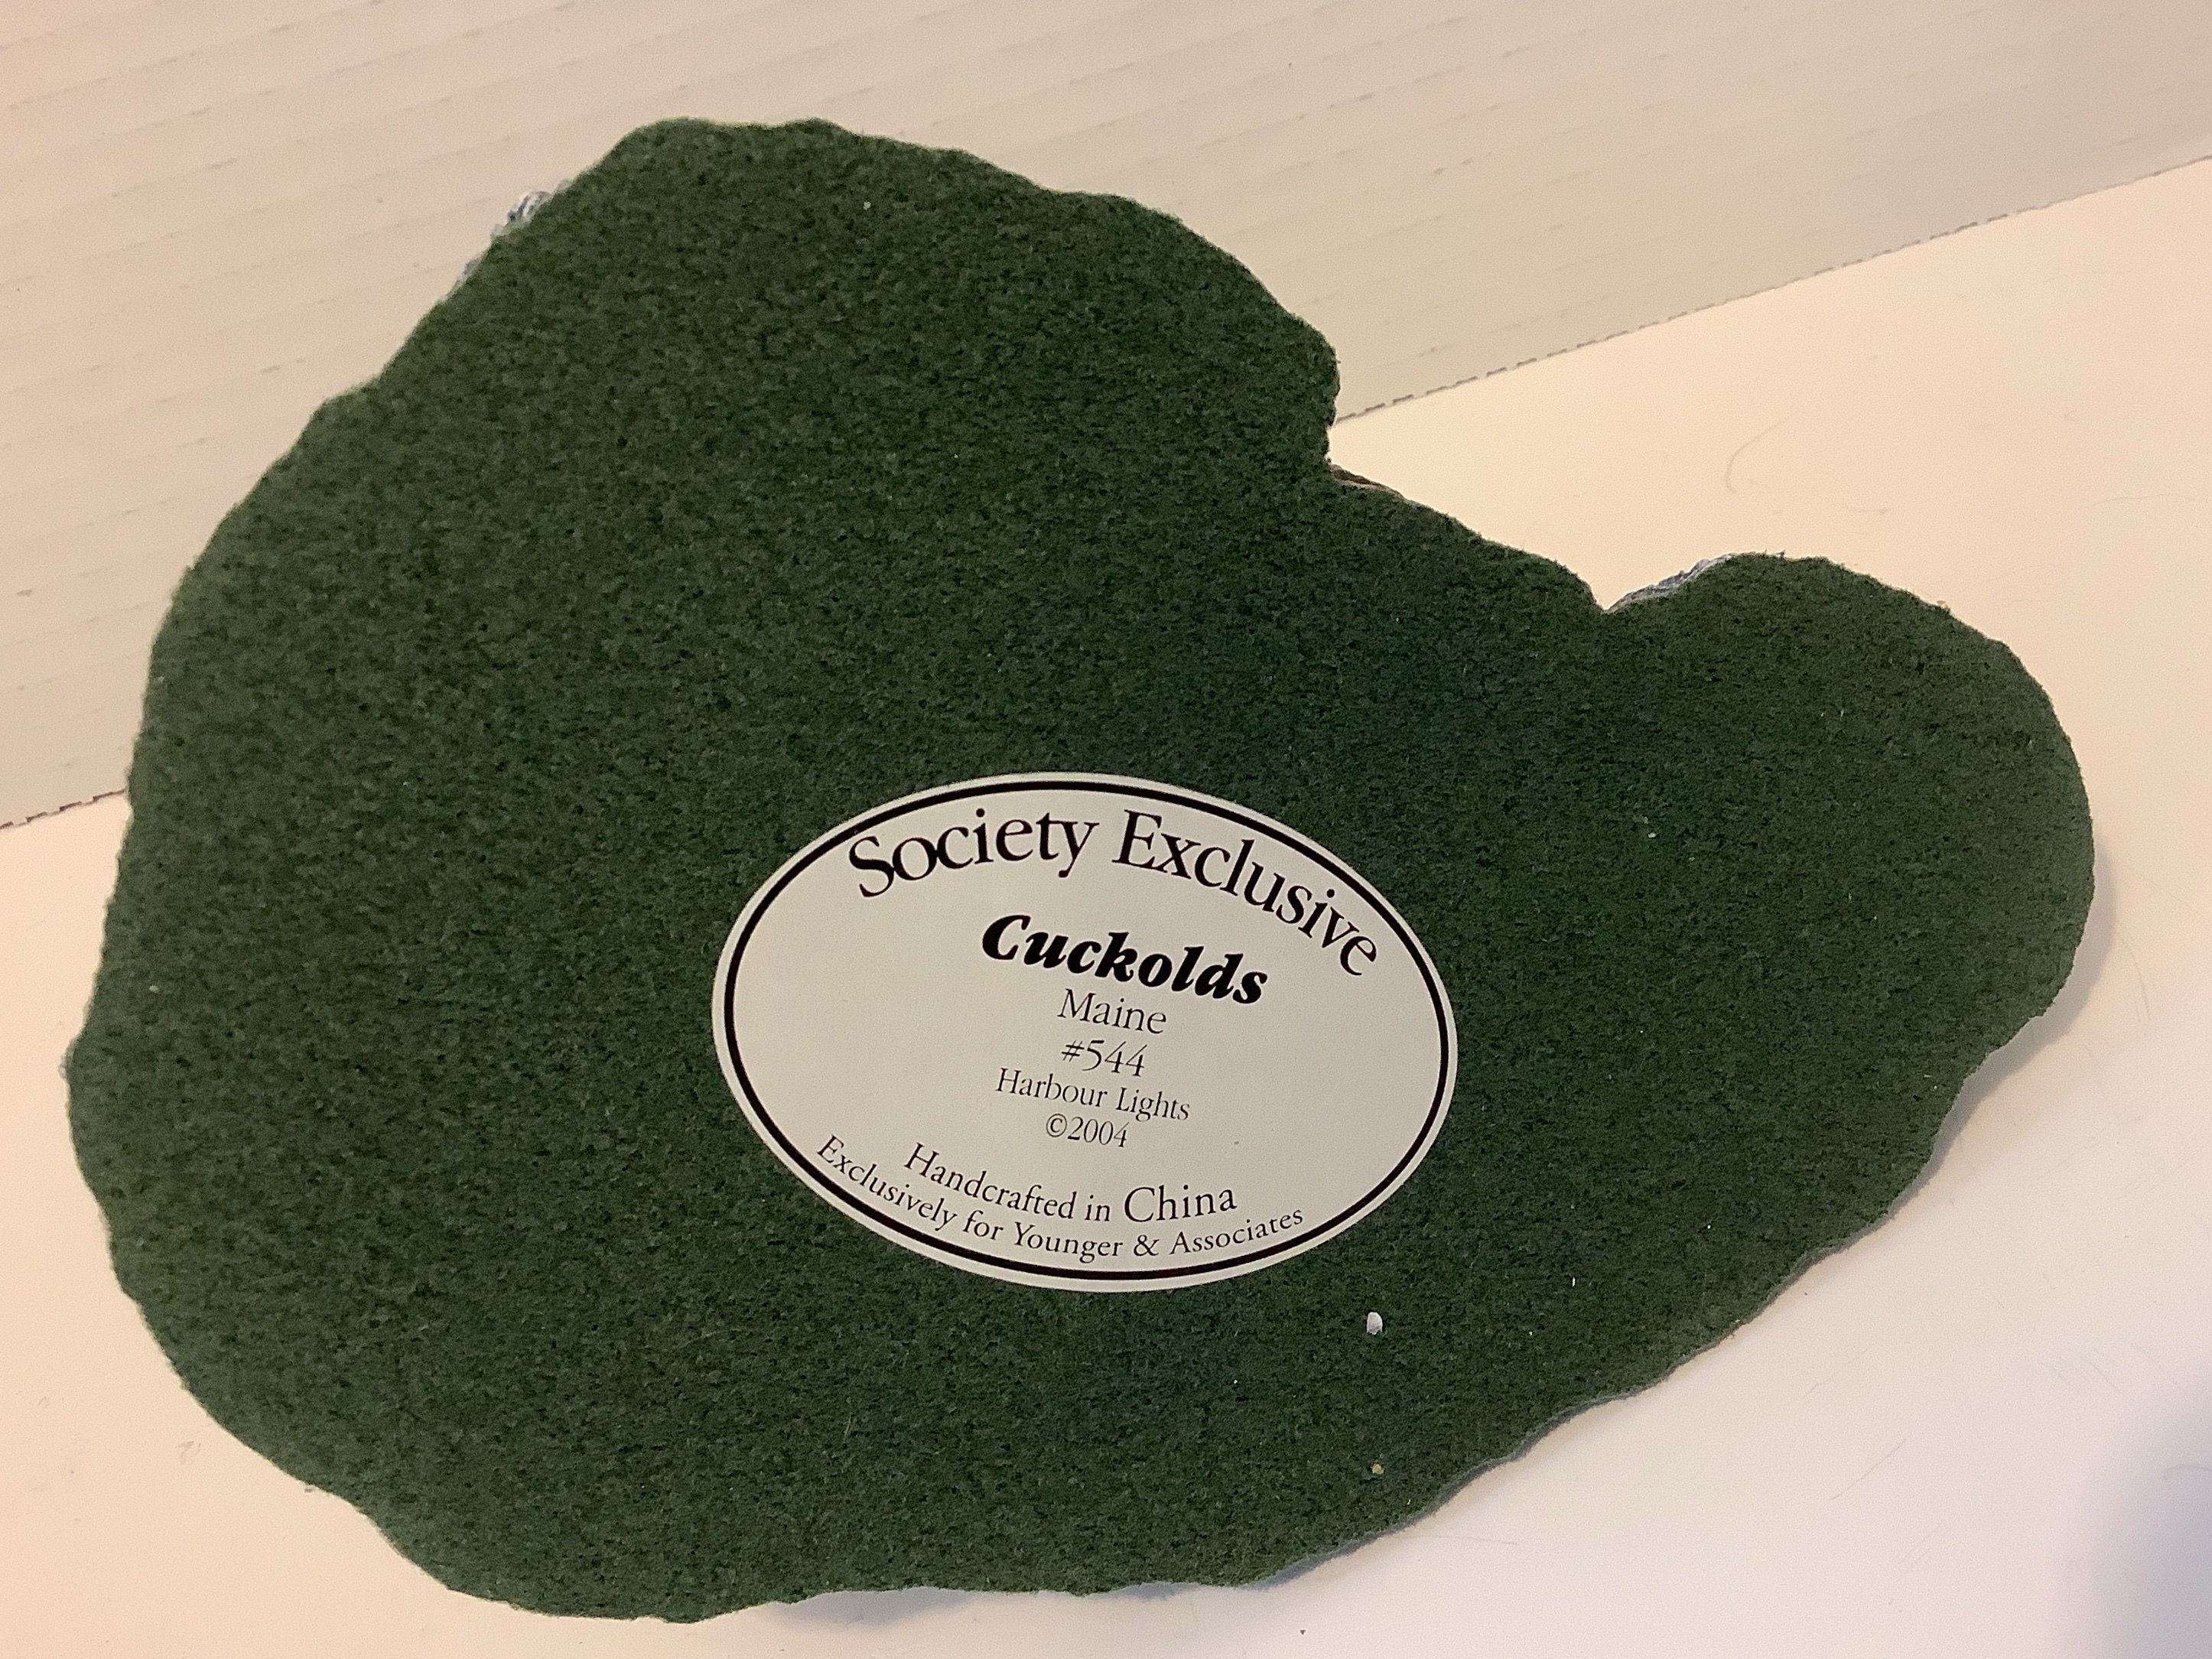 Society Exclusive
Cuckolds
Maine
#544
Harbour Lights
©2004
Handcrafted in China
Exclusively for Younger & Associates